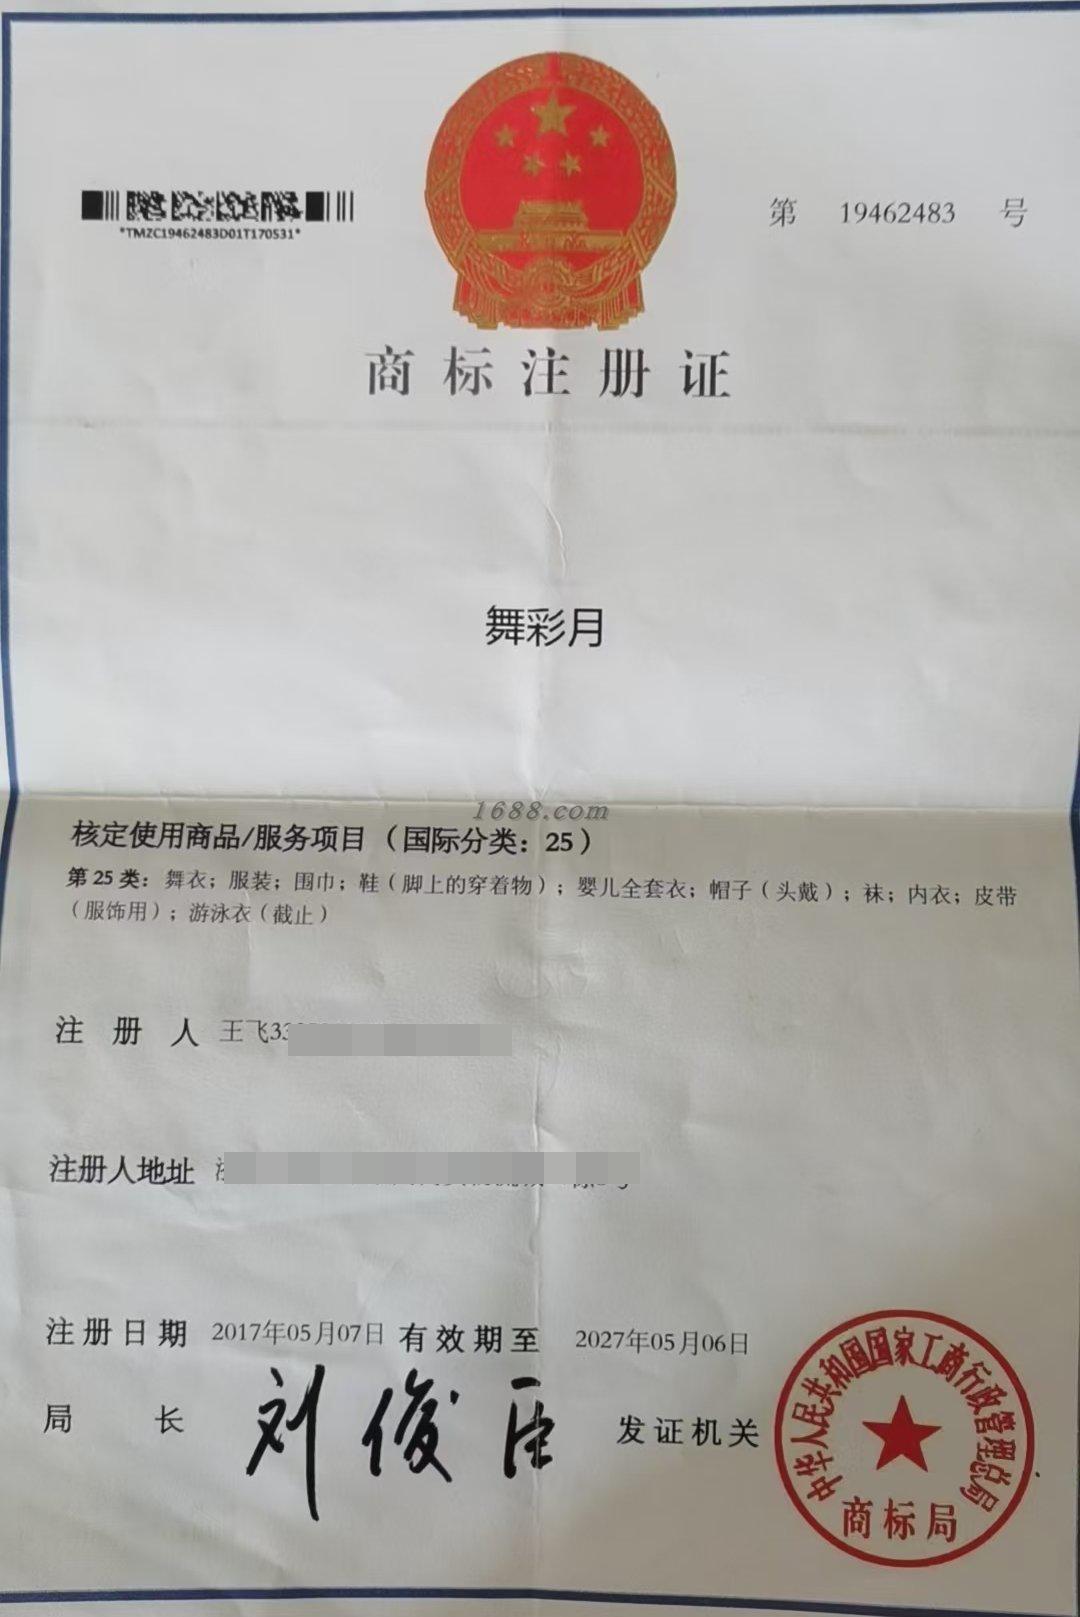 *TMZC19462483D01T170531*
第 19462483 号
商标注册证
舞彩月
1688.com
核定使用商品/服务项目（国际分类：25）
第25类：舞衣；服装；围巾；鞋（脚上的穿着物）；婴儿全套衣；帽子（头戴）；袜；内衣；皮带
（服饰用）；游泳衣（截止）
注册人 王飞33
注册人地址
注册日期 2017年05月07日 有效期至 2027年05月06日
局长 刘俊臣 发证机关
中华人民共和国国家工商行政管理总局
商标局